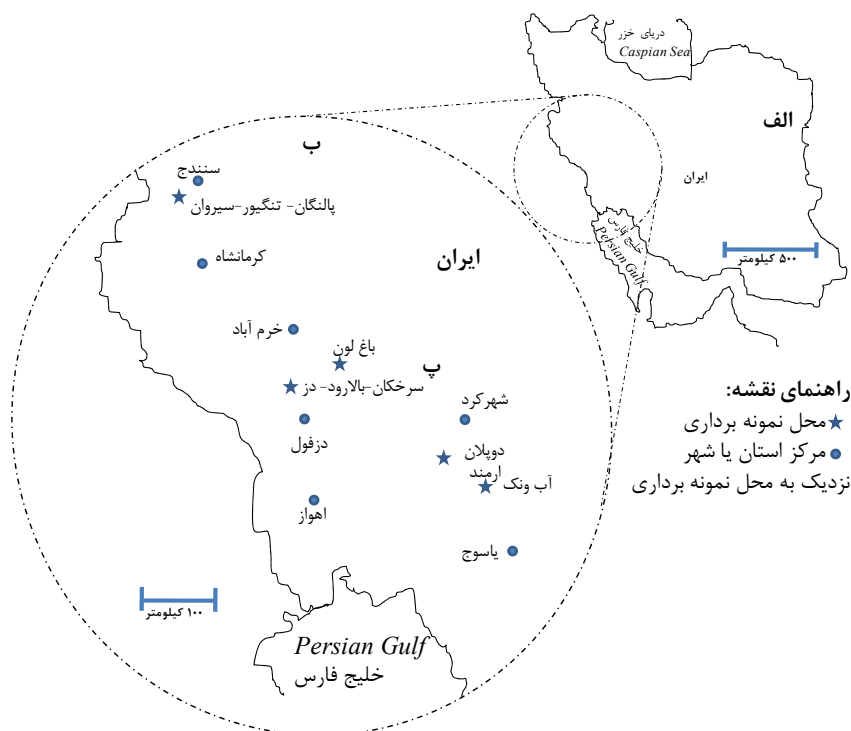 دریای خزر
Caspian Sea
الف
ایران
خلیج فارس
Persian Gulf
۵۰۰ کیلومتر
ب
سنندج
پالنگان- تنگیور-سیروان
کرمانشاه
ایران
خرم آباد
باغ لون
پ
سرخکان-بالارود- دز
دزفول
شهرکرد
دوپلان
ارمند
آب ونک
اهواز
یاسوج
۱۰۰ کیلومتر
Persian Gulf
خلیج فارس
راهنمای نقشه:
محل نمونه برداری
مرکز استان یا شهر
نزدیک به محل نمونه برداری